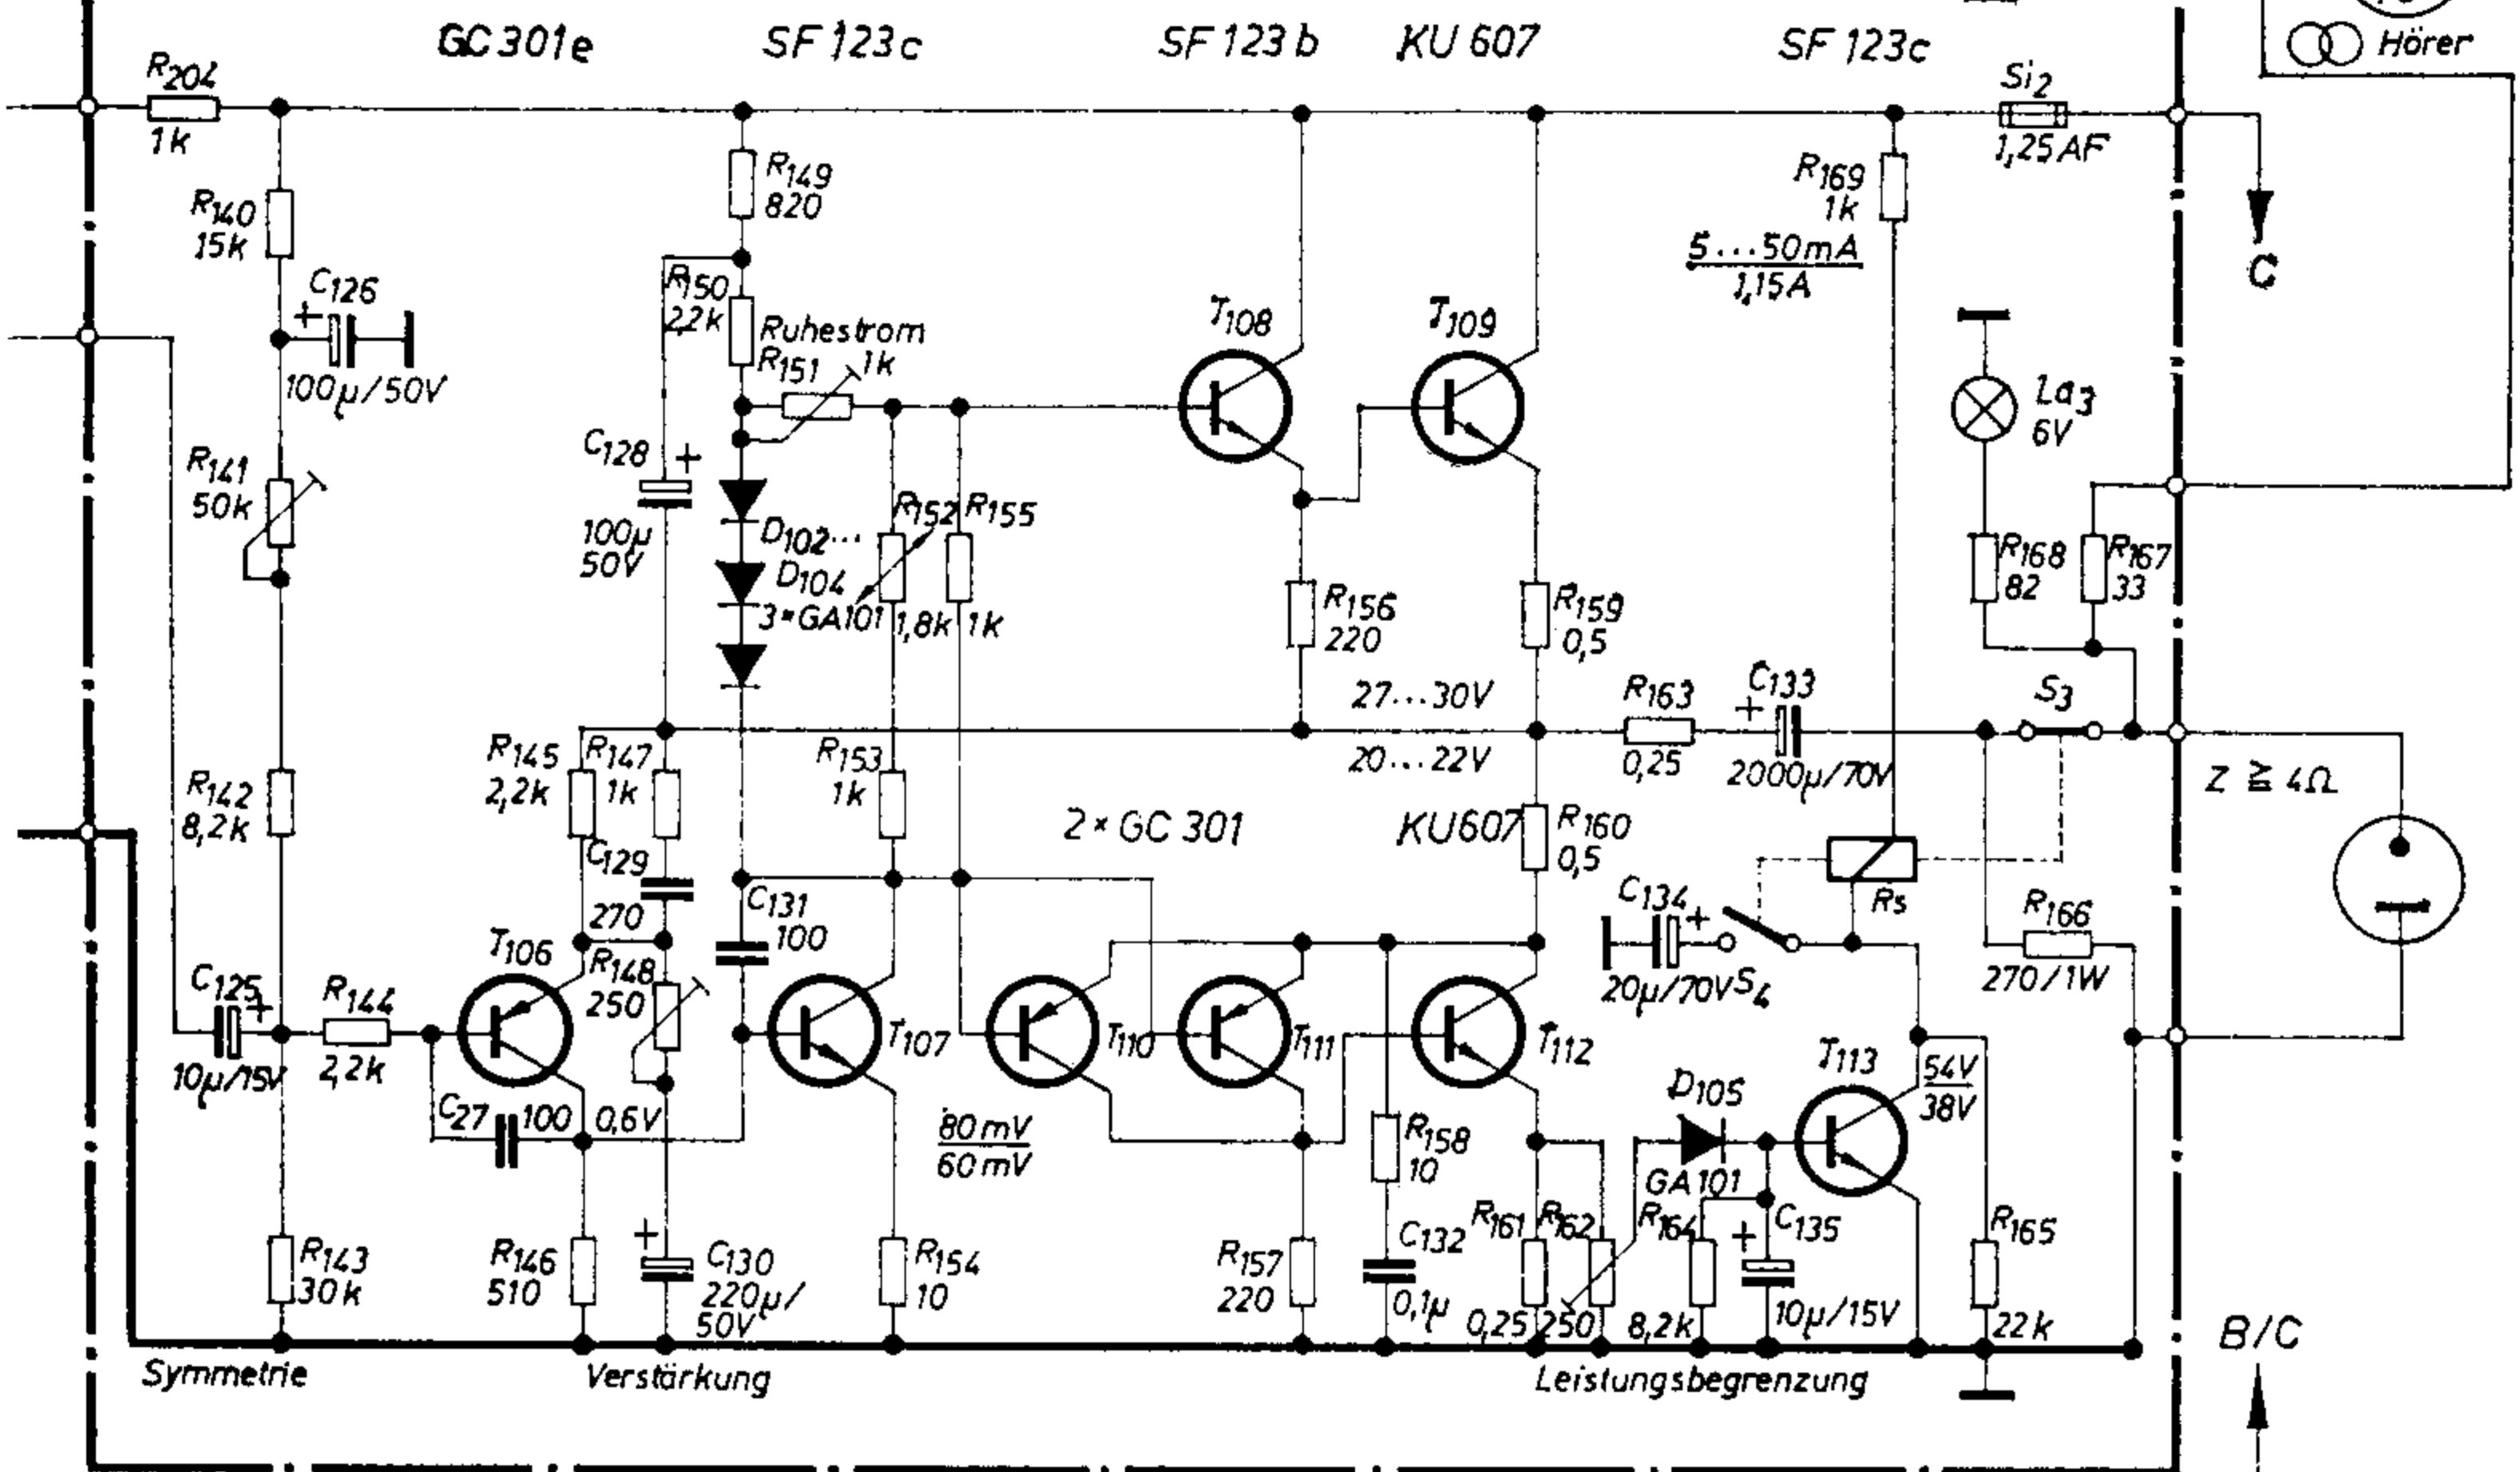 GC 301e
SF 123c
SF 123 b
KU 607
SF 123c
Hörer
R204
1k
Si2
1,25 AF
R149
820
R169
1k
R140
15k
5...50mA
1,15A
C
C126
+
100µ/50V
R150
2,2k
Ruhestrom
R151
1k
T108
T109
La3
6V
R141
50k
C128
+
100µ
50V
D102...
D104
3×GA101
R152
1,8k
R155
1k
R156
220
R159
0,5
R168
82
R167
33
27...30V
20...22V
R163
0,25
C133
+
2000µ/70V
S3
Z ≧ 4Ω
R142
8,2k
R145
2,2k
R147
1k
R153
1k
2×GC 301
KU607
R160
0,5
C129
270
C131
100
C134
+
20µ/70V
S4
Rs
R166
270/1W
T106
R148
250
C125
+
10µ/15V
R144
2,2k
T107
T110
T111
T112
T113
54V
38V
C27
100
0,6V
80mV
60mV
R158
10
D105
GA101
R143
30k
R146
510
+
C130
220µ/
50V
R154
10
R157
220
C132
0,1µ
R161
0,25
R162
250
R164
8,2k
C135
+
10µ/15V
R165
22k
B/C
Symmetrie
Verstärkung
Leistungsbegrenzung